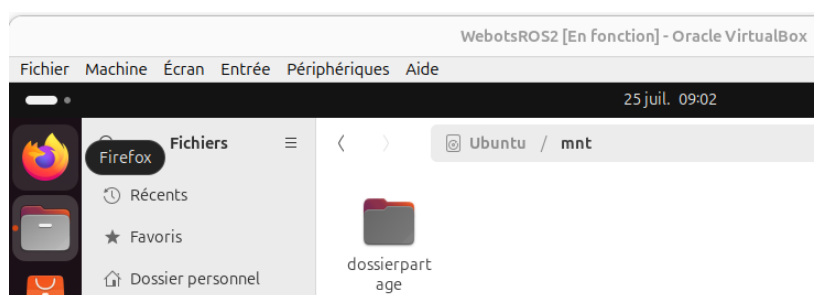 WebotsROS2 [En fonction] - Oracle VirtualBox
Fichier Machine Écran Entrée Périphériques Aide
25 juil. 09:02
Fichiers
Ubuntu / mnt
Firefox
Récents
Favoris
dossierpart
age
Dossier personnel